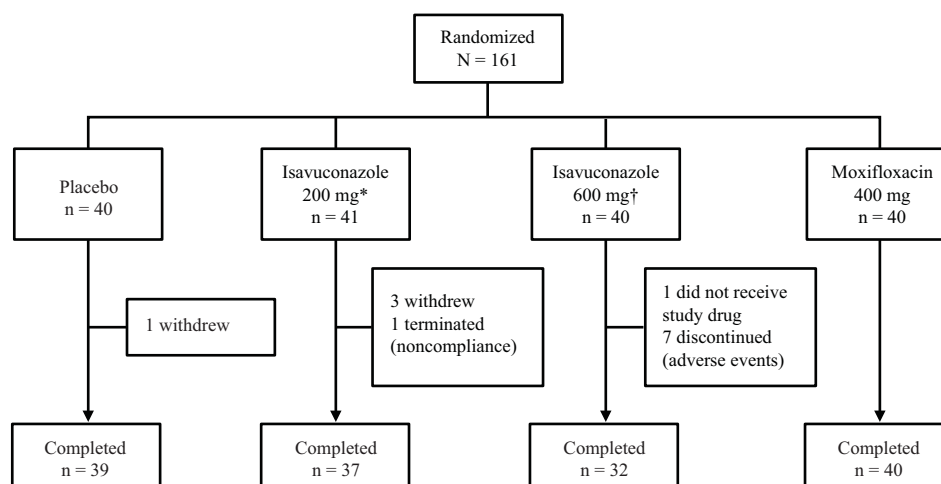 Randomized
N = 161
Placebo
n = 40
Isavuconazole
200 mg*
n = 41
Isavuconazole
600 mg†
n = 40
Moxifloxacin
400 mg
n = 40
1 withdrew
3 withdrew
1 terminated
(noncompliance)
1 did not receive
study drug
7 discontinued
(adverse events)
Completed
n = 39
Completed
n = 37
Completed
n = 32
Completed
n = 40